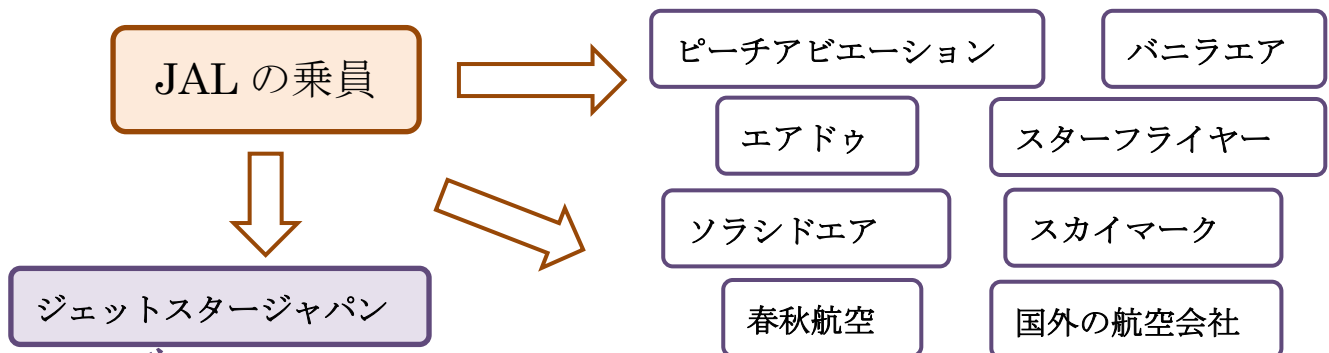 JAL の乗員
ピーチアビエーション
バニラエア
エアドゥ
スターフライヤー
ソラシドエア
スカイマーク
ジェットスタージャパン
春秋航空
国外の航空会社